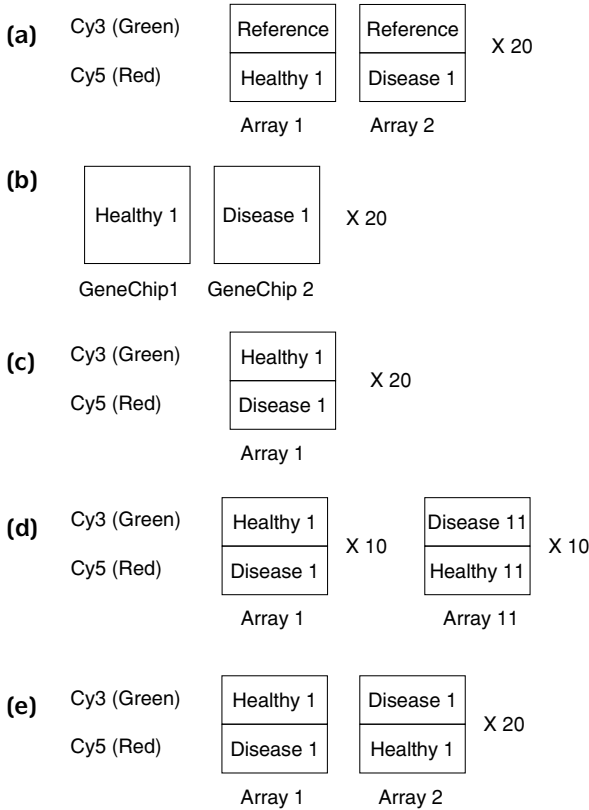 (a) Cy3 (Green) Reference Reference X 20
Cy5 (Red) Healthy 1 Disease 1
Array 1 Array 2
(b) Healthy 1 Disease 1 X 20
GeneChip1 GeneChip 2
(c) Cy3 (Green) Healthy 1 X 20
Cy5 (Red) Disease 1
Array 1
(d) Cy3 (Green) Healthy 1 X 10 Disease 11 X 10
Cy5 (Red) Disease 1 Healthy 11
Array 1 Array 11
(e) Cy3 (Green) Healthy 1 Disease 1 X 20
Cy5 (Red) Disease 1 Healthy 1
Array 1 Array 2